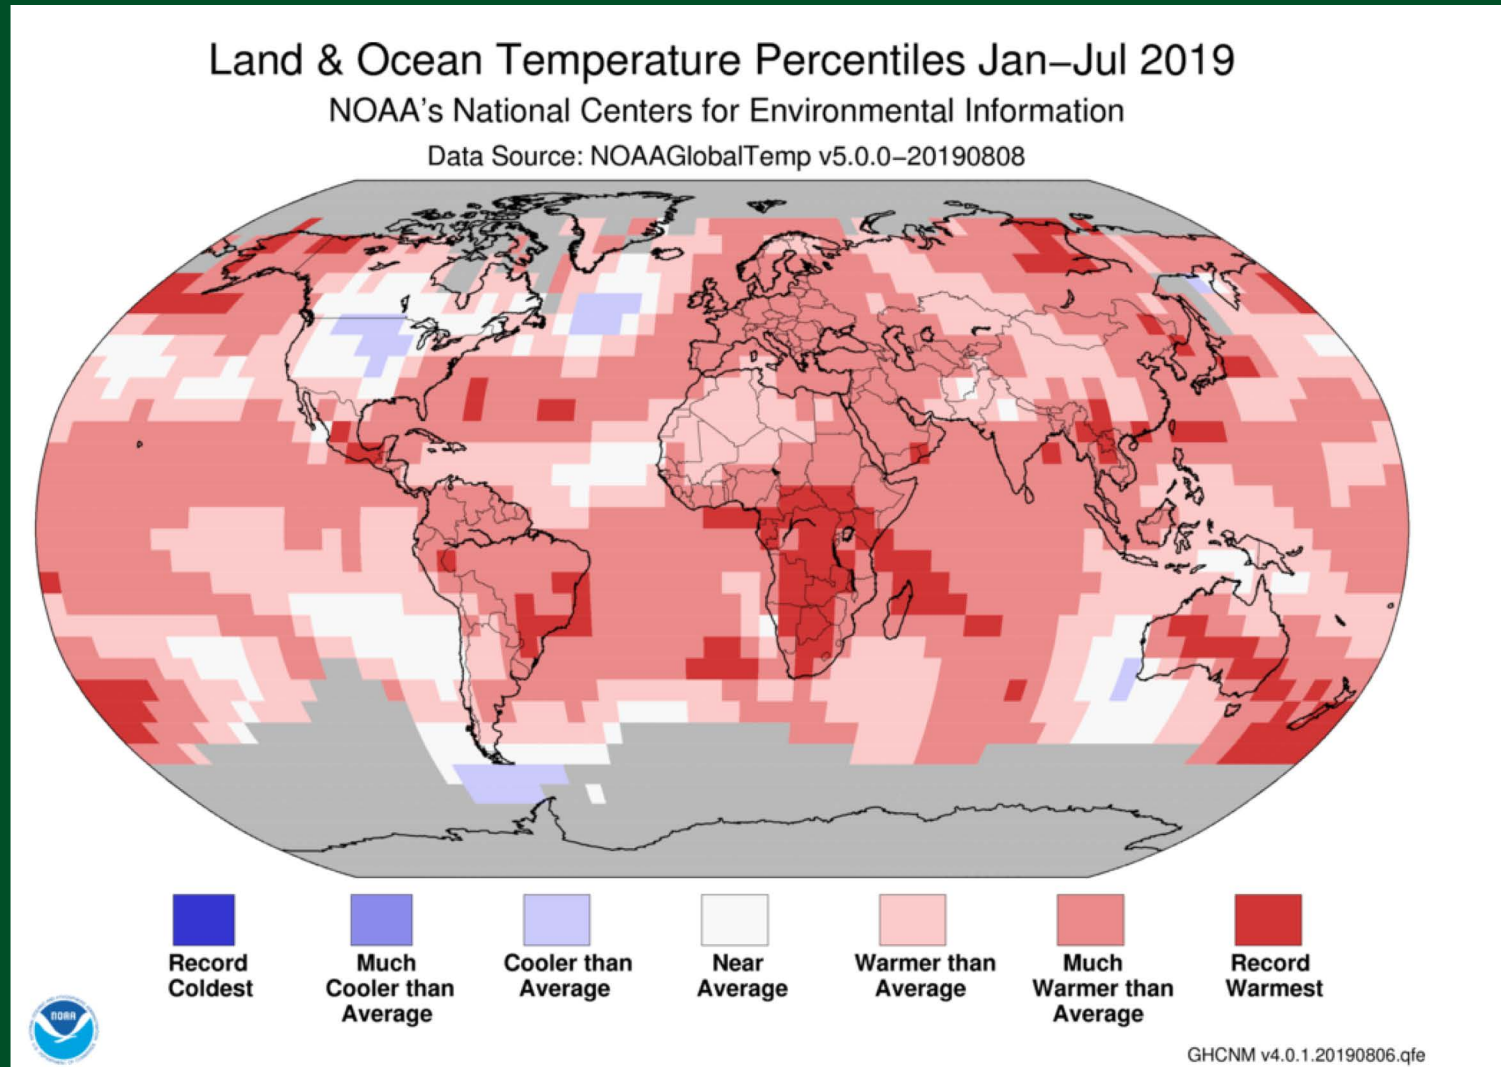 Land & Ocean Temperature Percentiles Jan–Jul 2019
NOAA's National Centers for Environmental Information
Data Source: NOAAGlobalTemp v5.0.0–20190808
Record
Coldest
Much
Cooler than
Average
Cooler than
Average
Near
Average
Warmer than
Average
Much
Warmer than
Average
Record
Warmest
NOAA
GHCNM v4.0.1.20190806.qfe